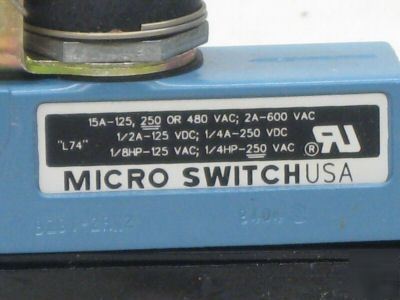 15A-125, 250 OR 480 VAC; 2A-600 VAC
1/2A-125 VDC; 1/4A-250 VDC
"L74"
1/8HP-125 VAC; 1/4HP-250 VAC
®
MICRO SWITCH USA